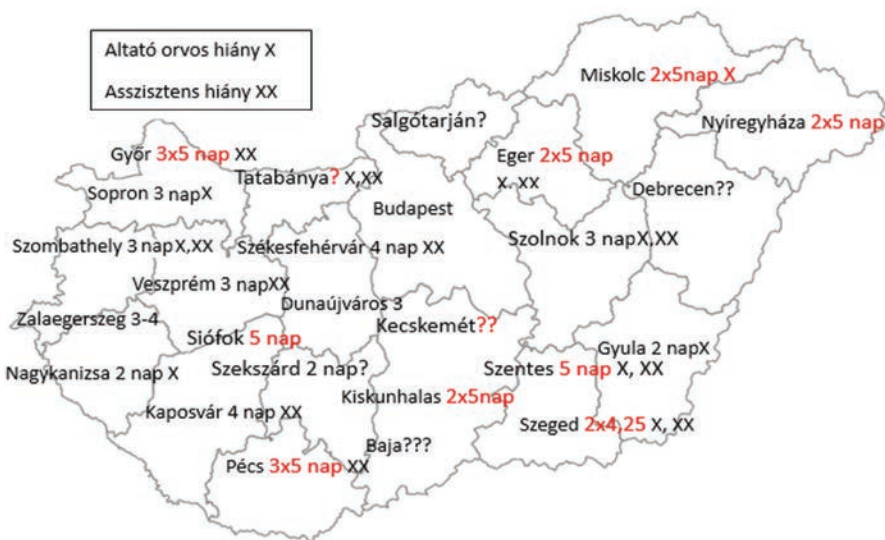 Altató orvos hiány X
Asszisztens hiány XX
Miskolc 2x5nap X
Salgótarján?
Nyíregyháza 2x5 nap
Győr 3x5 nap XX
Eger 2x5 nap
X, XX
Tatabánya? X,XX
Sopron 3 napX
Debrecen??
Budapest
Szombathely 3 napX,XX
Székesfehérvár 4 nap XX
Szolnok 3 napX,XX
Veszprém 3 napXX
Dunaújváros 3
Zalaegerszeg 3-4
Kecskemét??
Siófok 5 nap
Gyula 2 napX
Nagykanizsa 2 nap X
Szekszárd 2 nap?
Szentes 5 nap X, XX
Kiskunhalas 2x5nap
Kaposvár 4 nap XX
Szeged 2x4,25 X, XX
Baja???
Pécs 3x5 nap XX